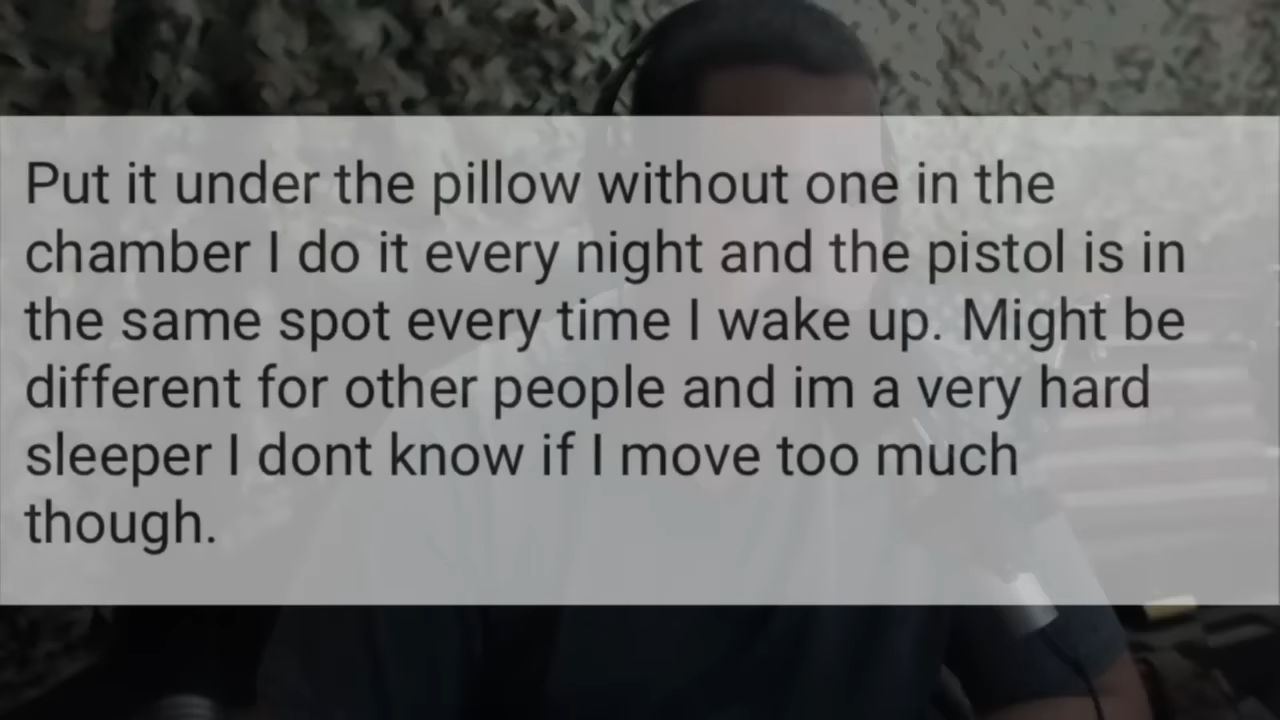 Put it under the pillow without one in the
chamber I do it every night and the pistol is in
the same spot every time I wake up. Might be
different for other people and im a very hard
sleeper I dont know if I move too much
though.